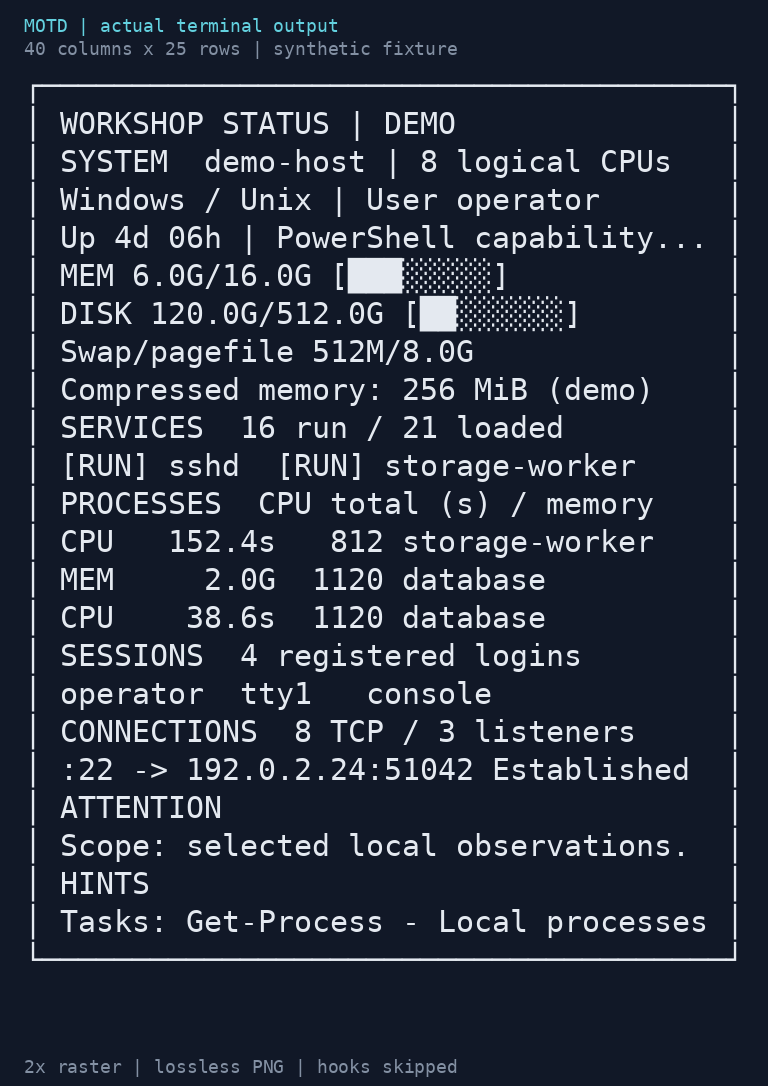 MOTD | actual terminal output
40 columns x 25 rows | synthetic fixture
WORKSHOP STATUS | DEMO
SYSTEM  demo-host | 8 logical CPUs
Windows / Unix | User operator
Up 4d 06h | PowerShell capability...
MEM 6.0G/16.0G [███░░░░░]
DISK 120.0G/512.0G [██░░░░░░]
Swap/pagefile 512M/8.0G
Compressed memory: 256 MiB (demo)
SERVICES  16 run / 21 loaded
[RUN] sshd  [RUN] storage-worker
PROCESSES  CPU total (s) / memory
CPU   152.4s   812 storage-worker
MEM     2.0G  1120 database
CPU    38.6s  1120 database
SESSIONS  4 registered logins
operator  tty1   console
CONNECTIONS  8 TCP / 3 listeners
:22 -> 192.0.2.24:51042 Established
ATTENTION
Scope: selected local observations.
HINTS
Tasks: Get-Process - Local processes
2x raster | lossless PNG | hooks skipped